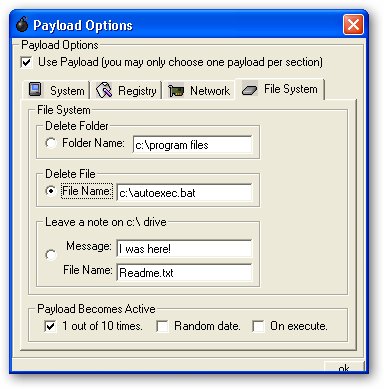 Payload Options
Payload Options
Use Payload (you may only choose one payload per section)
System Registry Network File System
File System
Delete Folder
Folder Name: c:\program files
Delete File
File Name: c:\autoexec.bat
Leave a note on c:\ drive
Message: I was here!
File Name: Readme.txt
Payload Becomes Active
1 out of 10 times. Random date. On execute.
ok